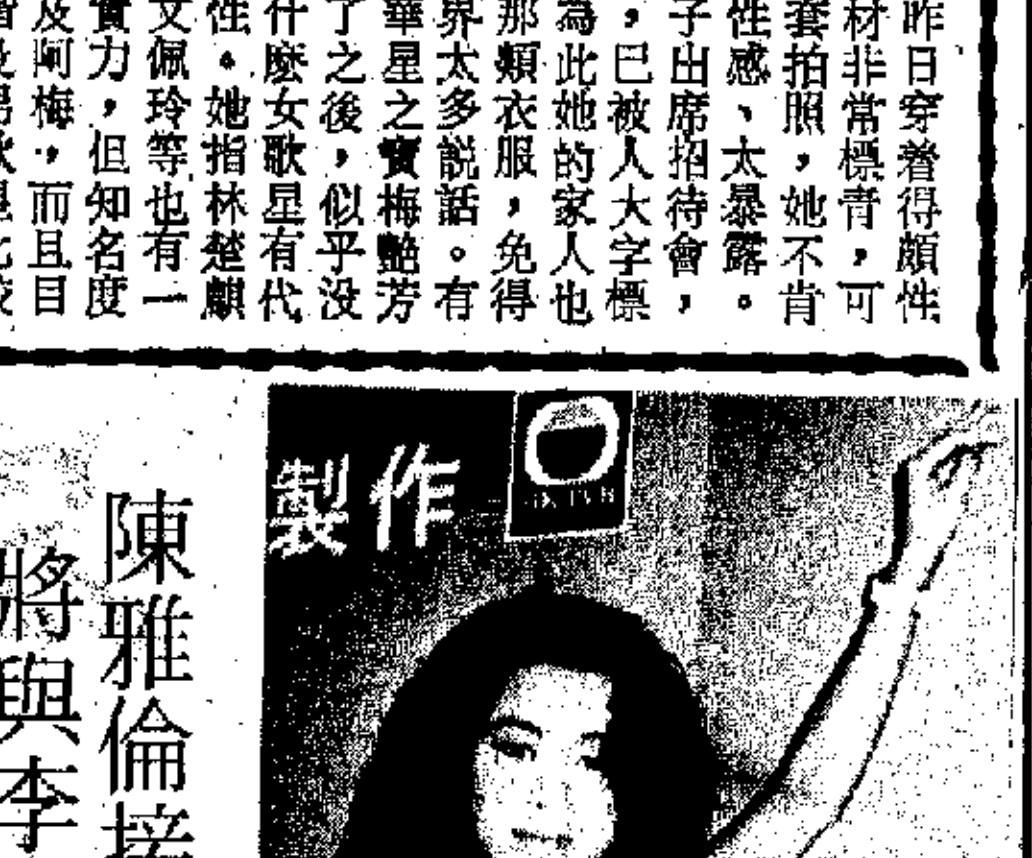 昨日穿着得頗性
材非常標青，可
套拍照，她不肯
性感、太暴露。
子出席招待會，
，已被人大字標
為此她的家人也
那類衣服，免得
界太多説話。有
華星之寶梅艷芳
了之後，似乎没
什麽女歌星有代
性。她指林楚麒
文佩玲等也有一
實力，但知名度
及阿梅，而且目
陳雅倫接
將與李
製作